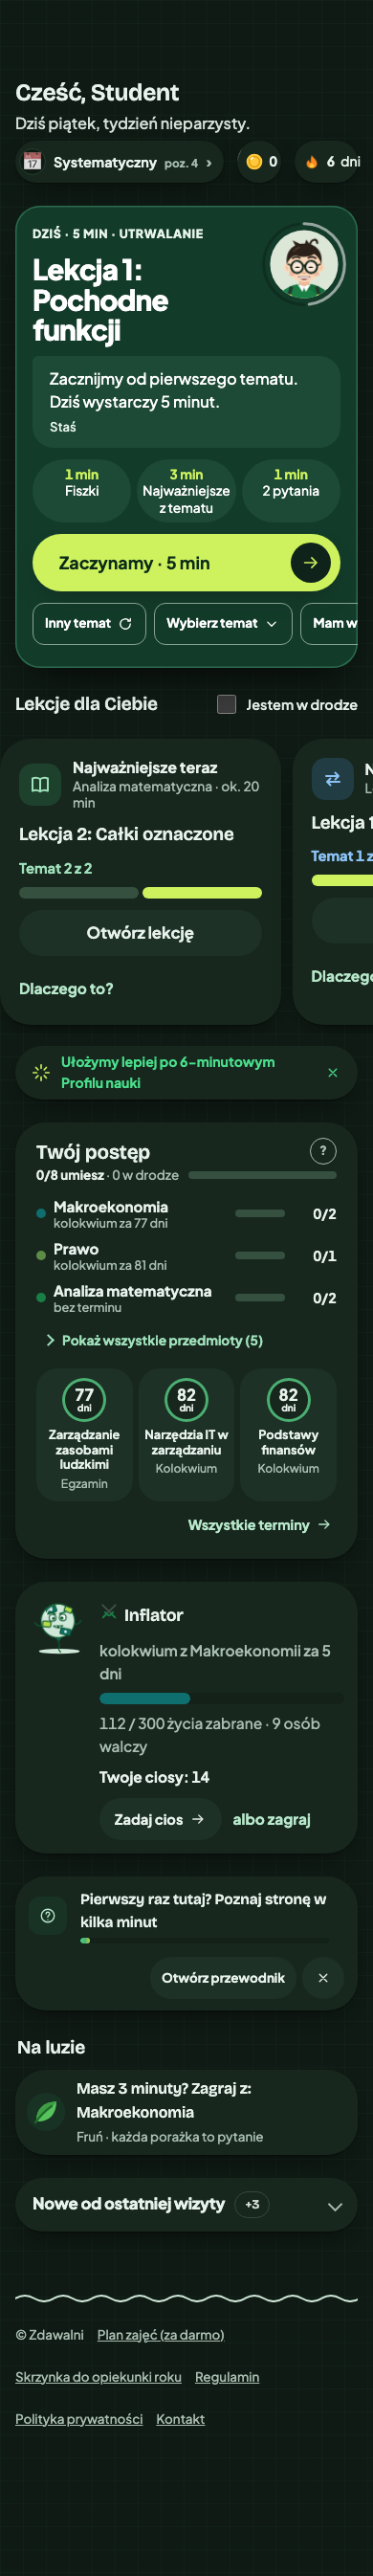 Cześć, Student
Dziś piątek, tydzień nieparzysty.
Systematyczny poz. 4 ›
0
6 dni
DZIŚ · 5 MIN · UTRWALANIE
Lekcja 1:
Pochodne
funkcji
Zacznijmy od pierwszego tematu.
Dziś wystarczy 5 minut.
Staś
1 min
Fiszki
3 min
Najważniejsze
z tematu
1 min
2 pytania
Zaczynamy · 5 min
Inny temat
Wybierz temat
Mam w
Lekcje dla Ciebie
Jestem w drodze
Najważniejsze teraz
Analiza matematyczna · ok. 20
min
Lekcja 2: Całki oznaczone
Temat 2 z 2
Otwórz lekcję
Dlaczego to?
N
L
Lekcja 1
Temat 1 z
Dlaczego
Ułożymy lepiej po 6-minutowym
Profilu nauki
Twój postęp
?
0/8 umiesz · 0 w drodze
Makroekonomia
kolokwium za 77 dni
0/2
Prawo
kolokwium za 81 dni
0/1
Analiza matematyczna
bez terminu
0/2
Pokaż wszystkie przedmioty (5)
77
dni
Zarządzanie
zasobami
ludzkimi
Egzamin
82
dni
Narzędzia IT w
zarządzaniu
Kolokwium
82
dni
Podstawy
finansów
Kolokwium
Wszystkie terminy →
Inflator
kolokwium z Makroekonomii za 5
dni
112 / 300 życia zabrane · 9 osób
walczy
Twoje ciosy: 14
Zadaj cios →
albo zagraj
Pierwszy raz tutaj? Poznaj stronę w
kilka minut
Otwórz przewodnik
Na luzie
Masz 3 minuty? Zagraj z:
Makroekonomia
Fruń · każda porażka to pytanie
Nowe od ostatniej wizyty +3
© Zdawalni Plan zajęć (za darmo)
Skrzynka do opiekunki roku Regulamin
Polityka prywatności Kontakt